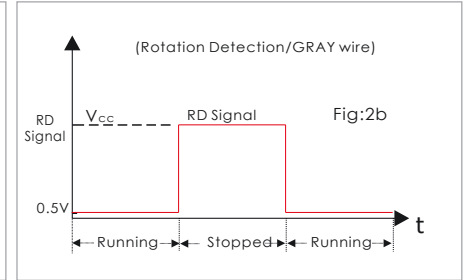 (Rotation Detection/GRAY wire)
RD
Signal
Vcc
RD Signal
Fig:2b
0.5V
t
Running
Stopped
Running